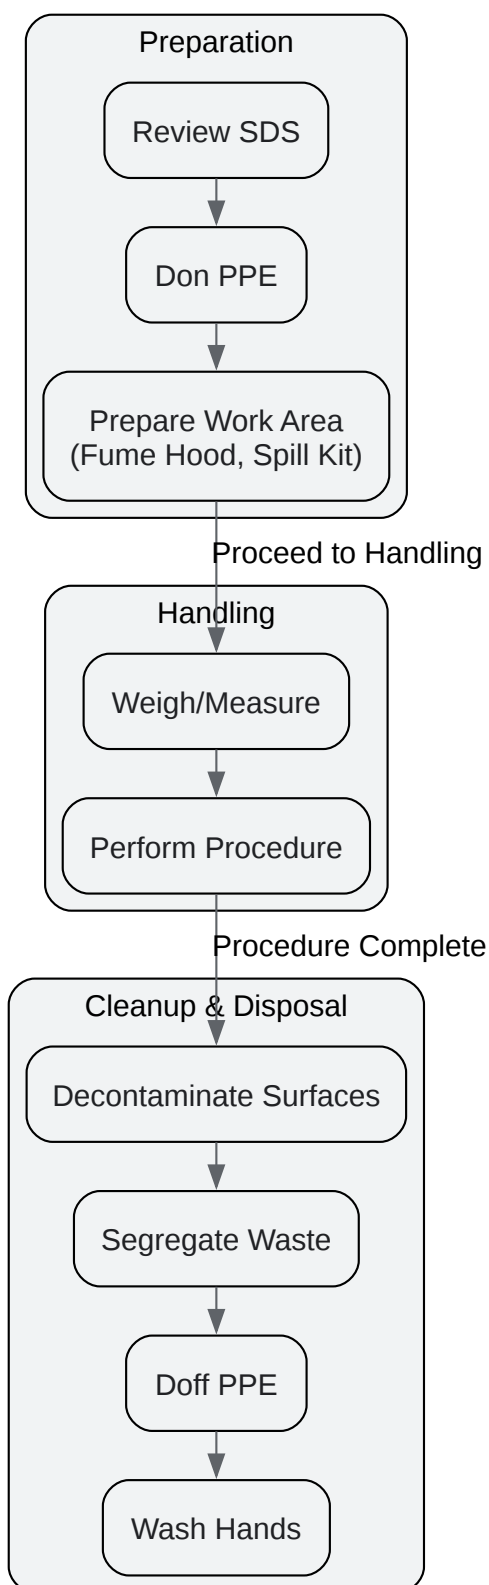 Preparation
Review SDS
Don PPE
Prepare Work Area
(Fume Hood, Spill Kit)
Proceed to Handling
Handling
Weigh/Measure
Perform Procedure
Procedure Complete
Cleanup & Disposal
Decontaminate Surfaces
Segregate Waste
Doff PPE
Wash Hands